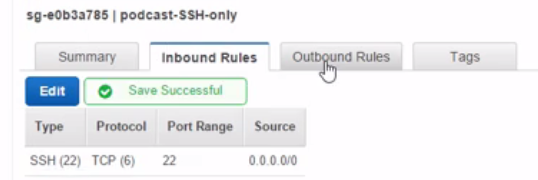 sg-e0b3a785 | podcast-SSH-only
Summary Inbound Rules Outbound Rules Tags
Edit Save Successful
Type Protocol Port Range Source
SSH (22) TCP (6) 22 0.0.0.0/0